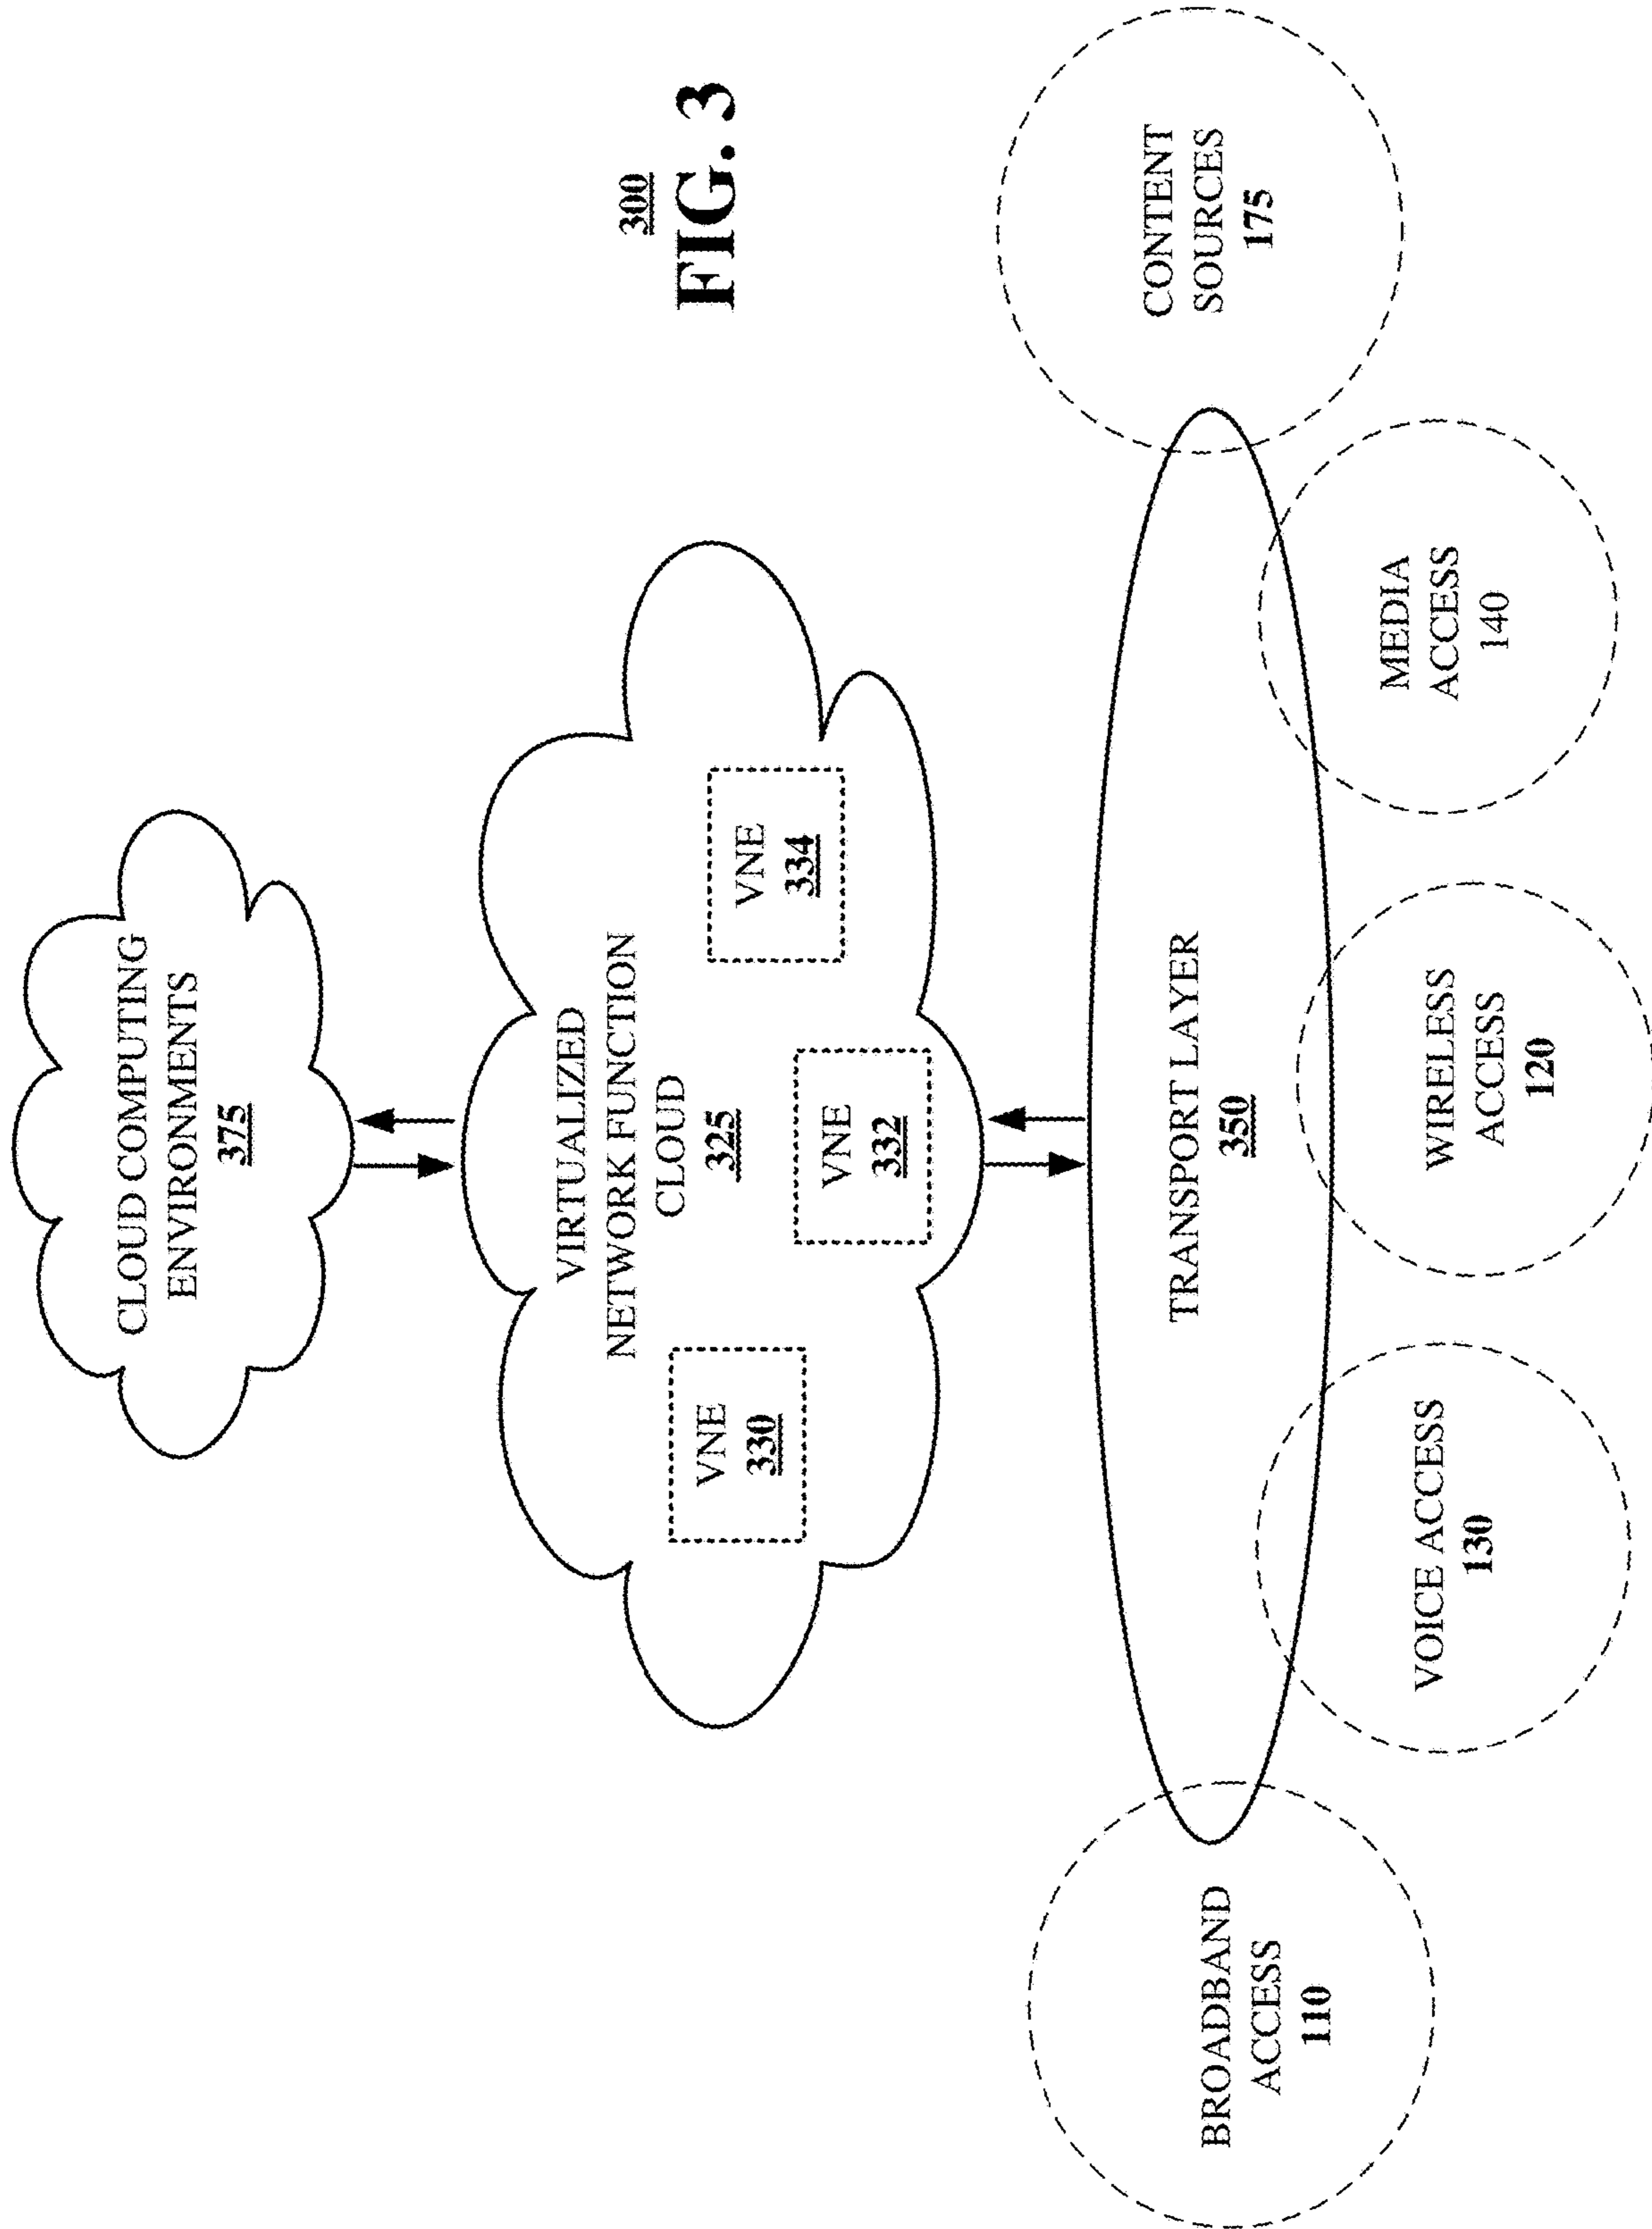 CLOUD COMPUTING
ENVIRONMENTS
375
VIRTUALIZED
NETWORK FUNCTION
CLOUD
325
VNE
330
VNE
332
VNE
334
300
FIG. 3
TRANSPORT LAYER
350
BROADBAND
ACCESS
110
VOICE ACCESS
130
WIRELESS
ACCESS
120
MEDIA
ACCESS
140
CONTENT
SOURCES
175